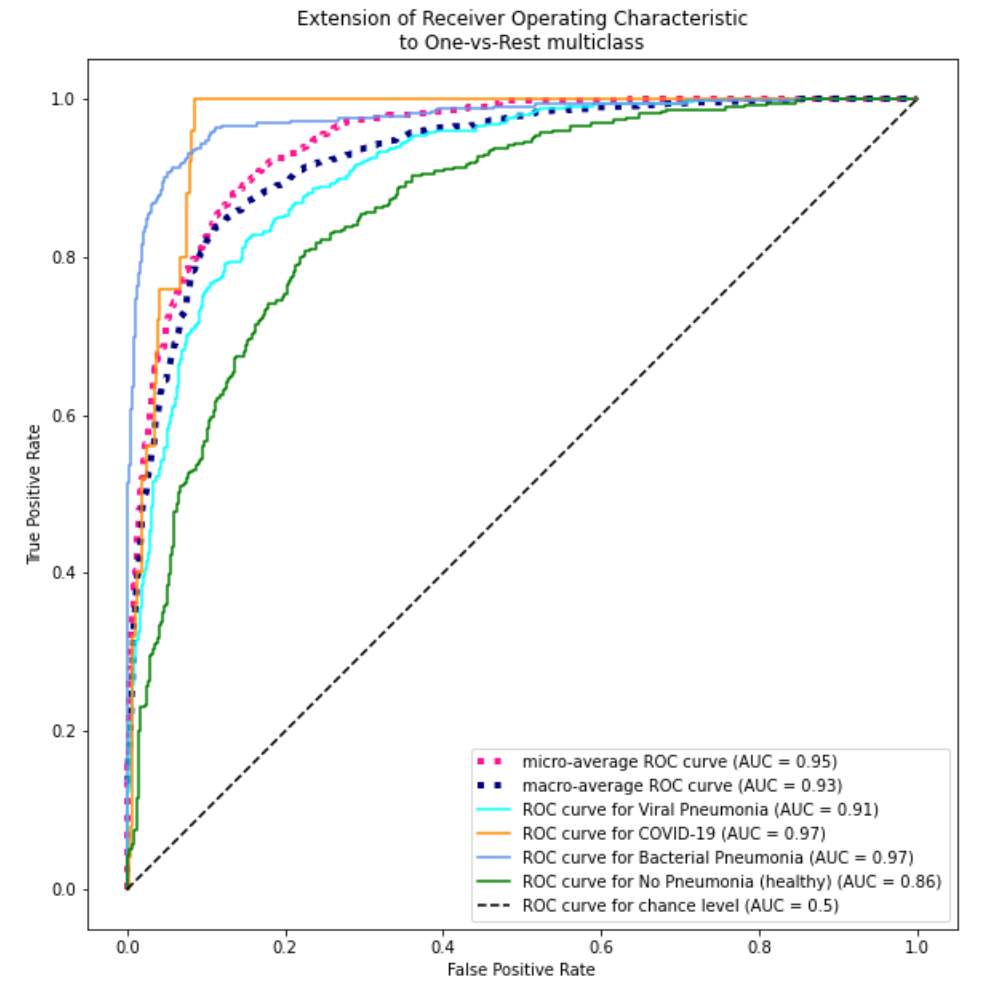 Extension of Receiver Operating Characteristic
to One-vs-Rest multiclass
True Positive Rate
1.0
0.8
0.6
0.4
0.2
0.0
micro-average ROC curve (AUC = 0.95)
macro-average ROC curve (AUC = 0.93)
ROC curve for Viral Pneumonia (AUC = 0.91)
ROC curve for COVID-19 (AUC = 0.97)
ROC curve for Bacterial Pneumonia (AUC = 0.97)
ROC curve for No Pneumonia (healthy) (AUC = 0.86)
ROC curve for chance level (AUC = 0.5)
0.0 0.2 0.4 0.6 0.8 1.0
False Positive Rate